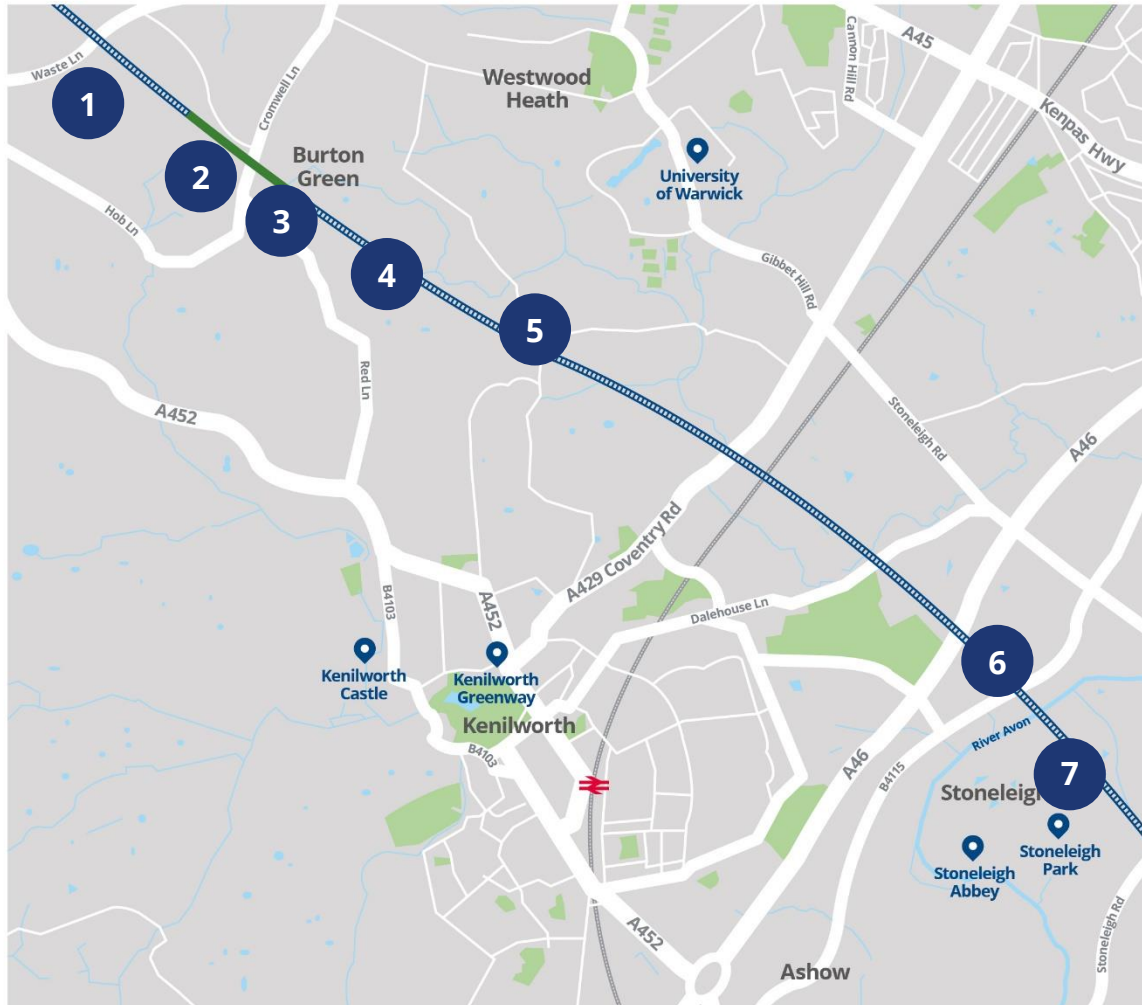 Waste Ln
1
Cromwell Ln
Westwood
Heath
Cannon Hill Rd
A45
Kenpas Hwy
2
Burton
Green
University
of Warwick
Hob Ln
3
4
Gibbet Hill Rd
5
Red Ln
A452
Stoneleigh Rd
A46
A429 Coventry Rd
B4103
A452
Dalehouse Ln
Kenilworth
Castle
Kenilworth
Greenway
6
Kenilworth
B4103
River Avon
A46
B4115
7
Stoneleigh
Stoneleigh
Park
Stoneleigh
Abbey
A452
Stoneleigh Rd
Ashow